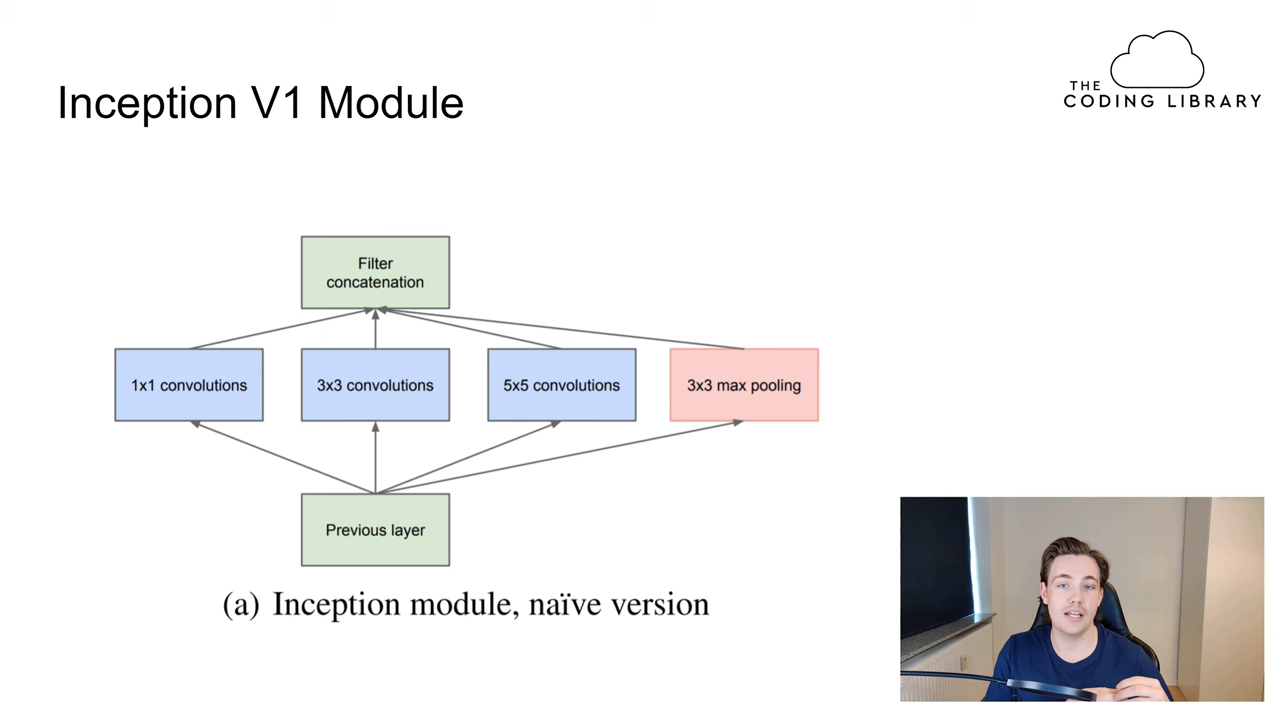 Inception V1 Module
THE
CODING LIBRARY
Filter
concatenation
1x1 convolutions
3x3 convolutions
5x5 convolutions
3x3 max pooling
Previous layer
(a) Inception module, naïve version